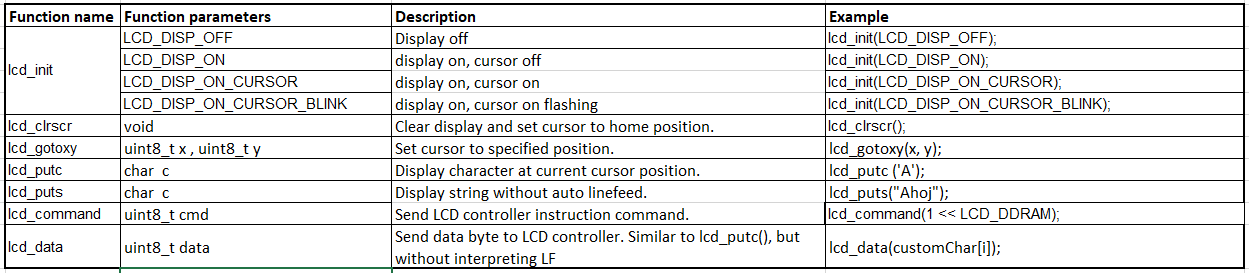 Function name Function parameters Description Example
lcd_init
LCD_DISP_OFF Display off lcd_init(LCD_DISP_OFF);
LCD_DISP_ON display on, cursor off lcd_init(LCD_DISP_ON);
LCD_DISP_ON_CURSOR display on, cursor on lcd_init(LCD_DISP_ON_CURSOR);
LCD_DISP_ON_CURSOR_BLINK display on, cursor on flashing lcd_init(LCD_DISP_ON_CURSOR_BLINK);
lcd_clrscr void Clear display and set cursor to home position. lcd_clrscr();
lcd_gotoxy uint8_t x , uint8_t y Set cursor to specified position. lcd_gotoxy(x, y);
lcd_putc char c Display character at current cursor position. lcd_putc ('A');
lcd_puts char c Display string without auto linefeed. lcd_puts("Ahoj");
lcd_command uint8_t cmd Send LCD controller instruction command. lcd_command(1 << LCD_DDRAM);
lcd_data uint8_t data Send data byte to LCD controller. Similar to lcd_putc(), but
without interpreting LF lcd_data(customChar[i]);